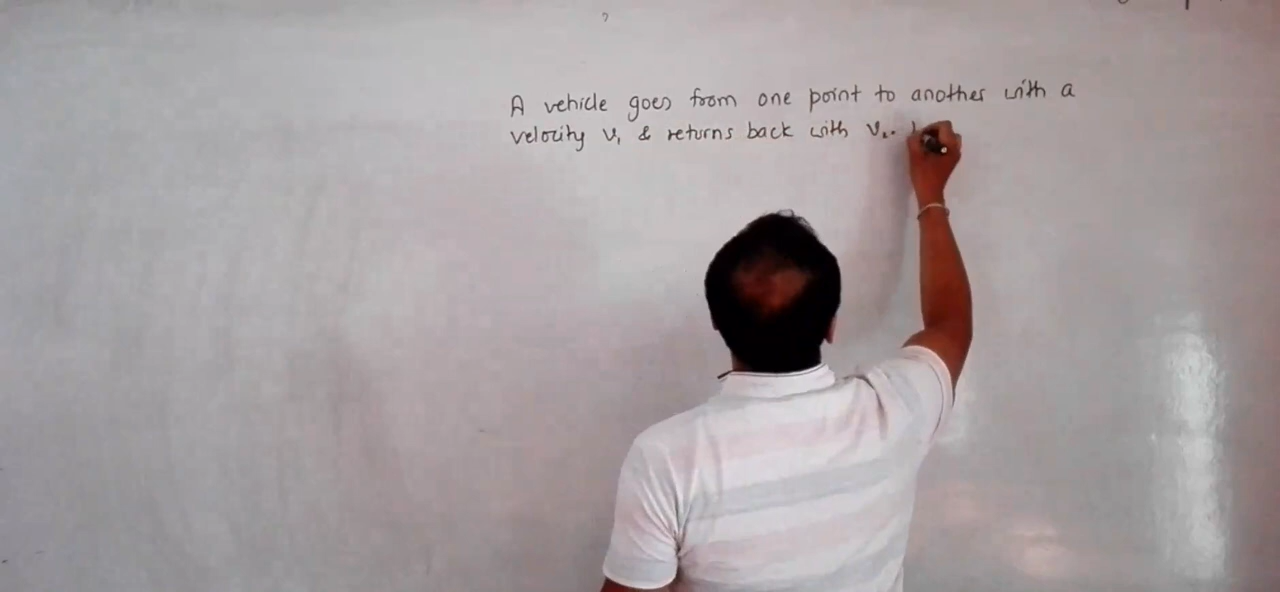 A vehicle goes from one point to another with a
velocity v₁ & returns back with v₂.